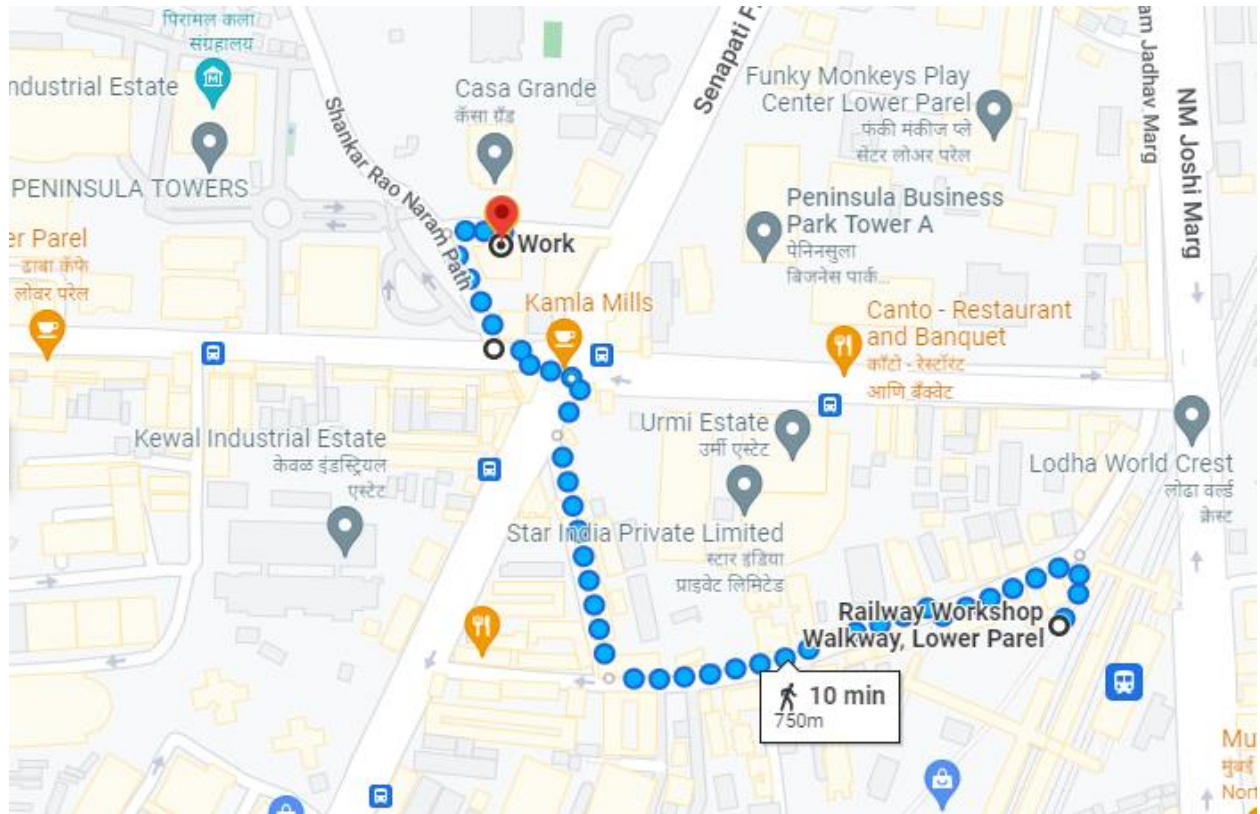 पिरामल कला
संग्रहालय
ndustrial Estate
PENINSULA TOWERS
er Parel
ढाबा कॅफे
लोवर परेल
Shankar Rao Naram Path
Casa Grande
कॅसा ग्रँड
Work
Kamla Mills
Senapati
Funky Monkeys Play
Center Lower Parel
फंकी मंकीज प्ले
सेंटर लोअर परेल
am Jadhav Marg
NM Joshi Marg
Peninsula Business
Park Tower A
पेनिनसुला
बिजनेस पार्क...
Canto - Restaurant
and Banquet
काँटो - रेस्टॉरंट
आणि बँक्वेट
Kewal Industrial Estate
केवळ इंडस्ट्रियल
एस्टेट
Urmi Estate
उर्मी एस्टेट
Star India Private Limited
स्टार इंडिया
प्राइवेट लिमिटेड
Lodha World Crest
लोढा वर्ल्ड
क्रेस्ट
Railway Workshop
Walkway, Lower Parel
10 min
750m
Mu
मुंबई
Nort